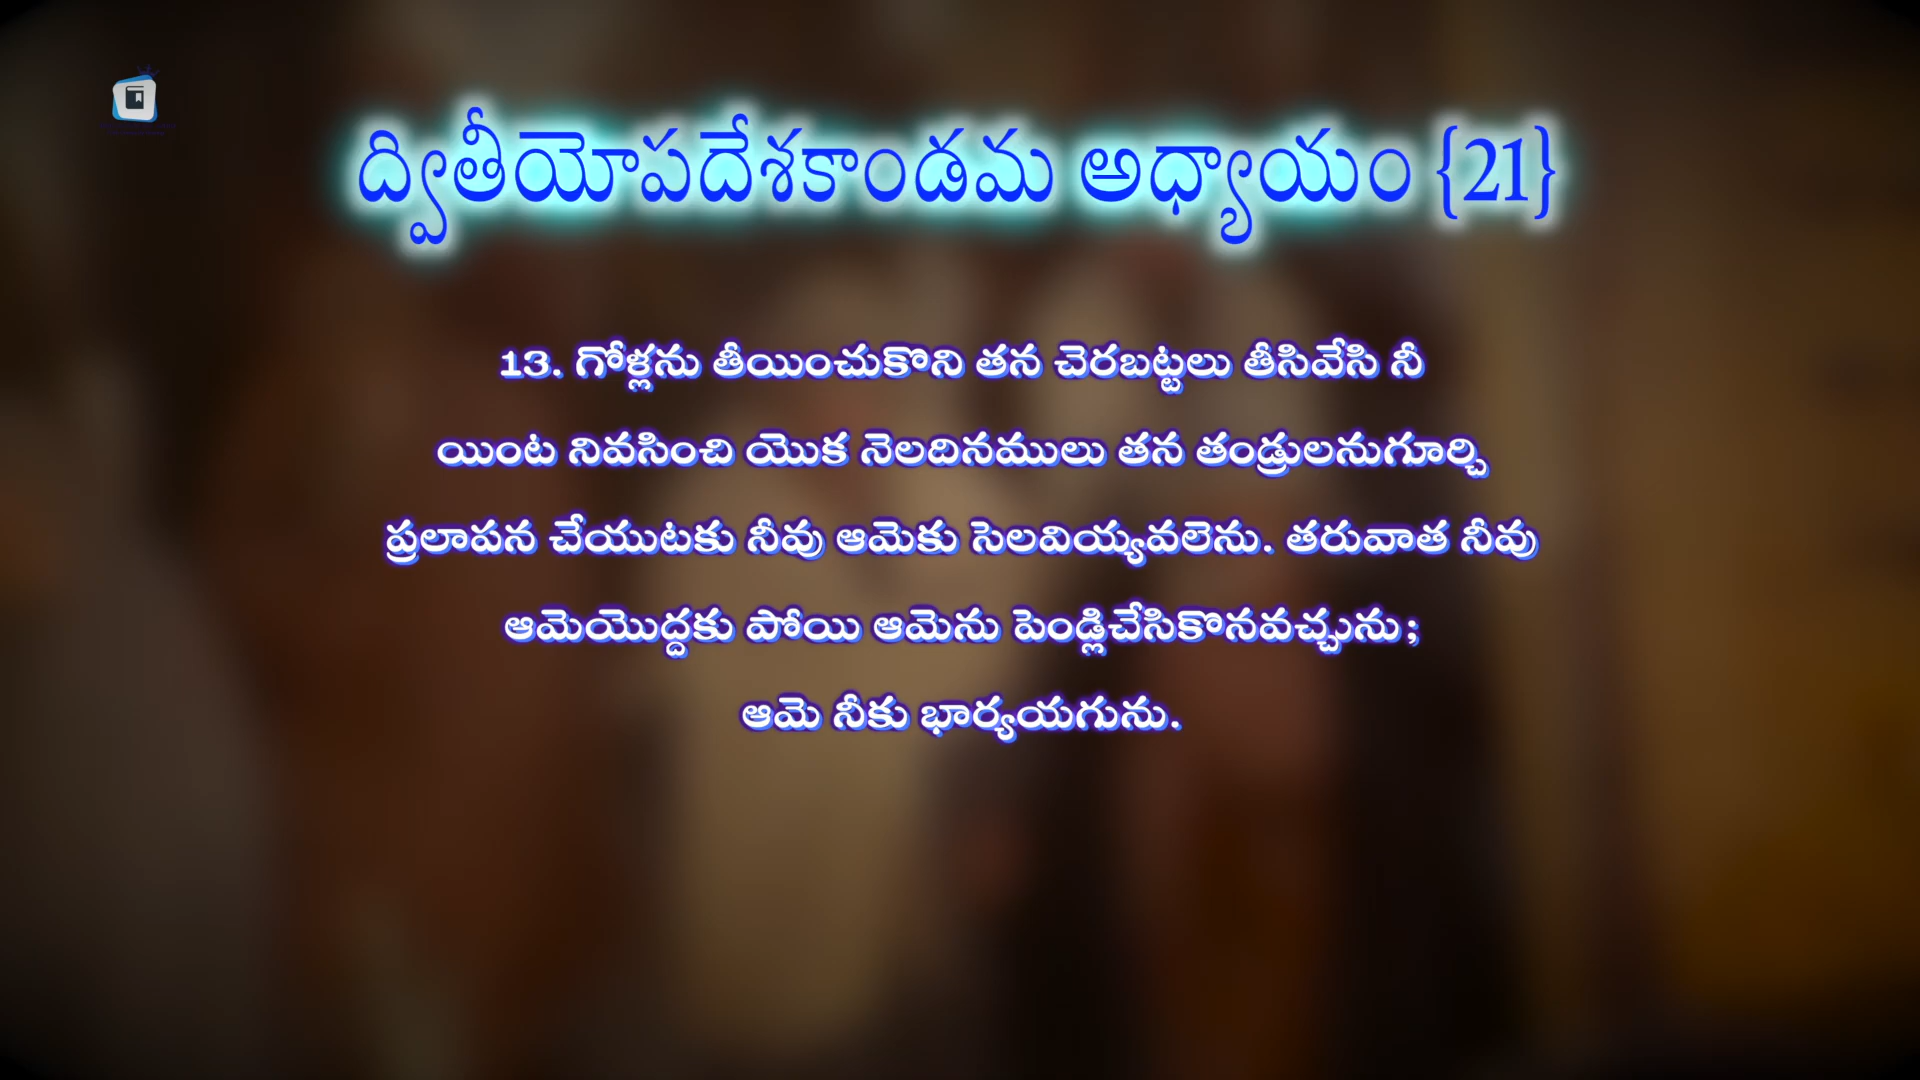 ద్వితీయోపదేశకాండమ అధ్యాయం {21}
13. గోళ్లను తీయించుకొని తన చెరబట్టలు తీసివేసి నీ
యింట నివసించి యొక నెలదినములు తన తండ్రులనుగూర్చి
ప్రలాపన చేయుటకు నీవు ఆమెకు సెలవియ్యవలెను. తరువాత నీవు
ఆమెయొద్దకు పోయి ఆమెను పెండ్లిచేసికొనవచ్చును;
ఆమె నీకు భార్యయగును.